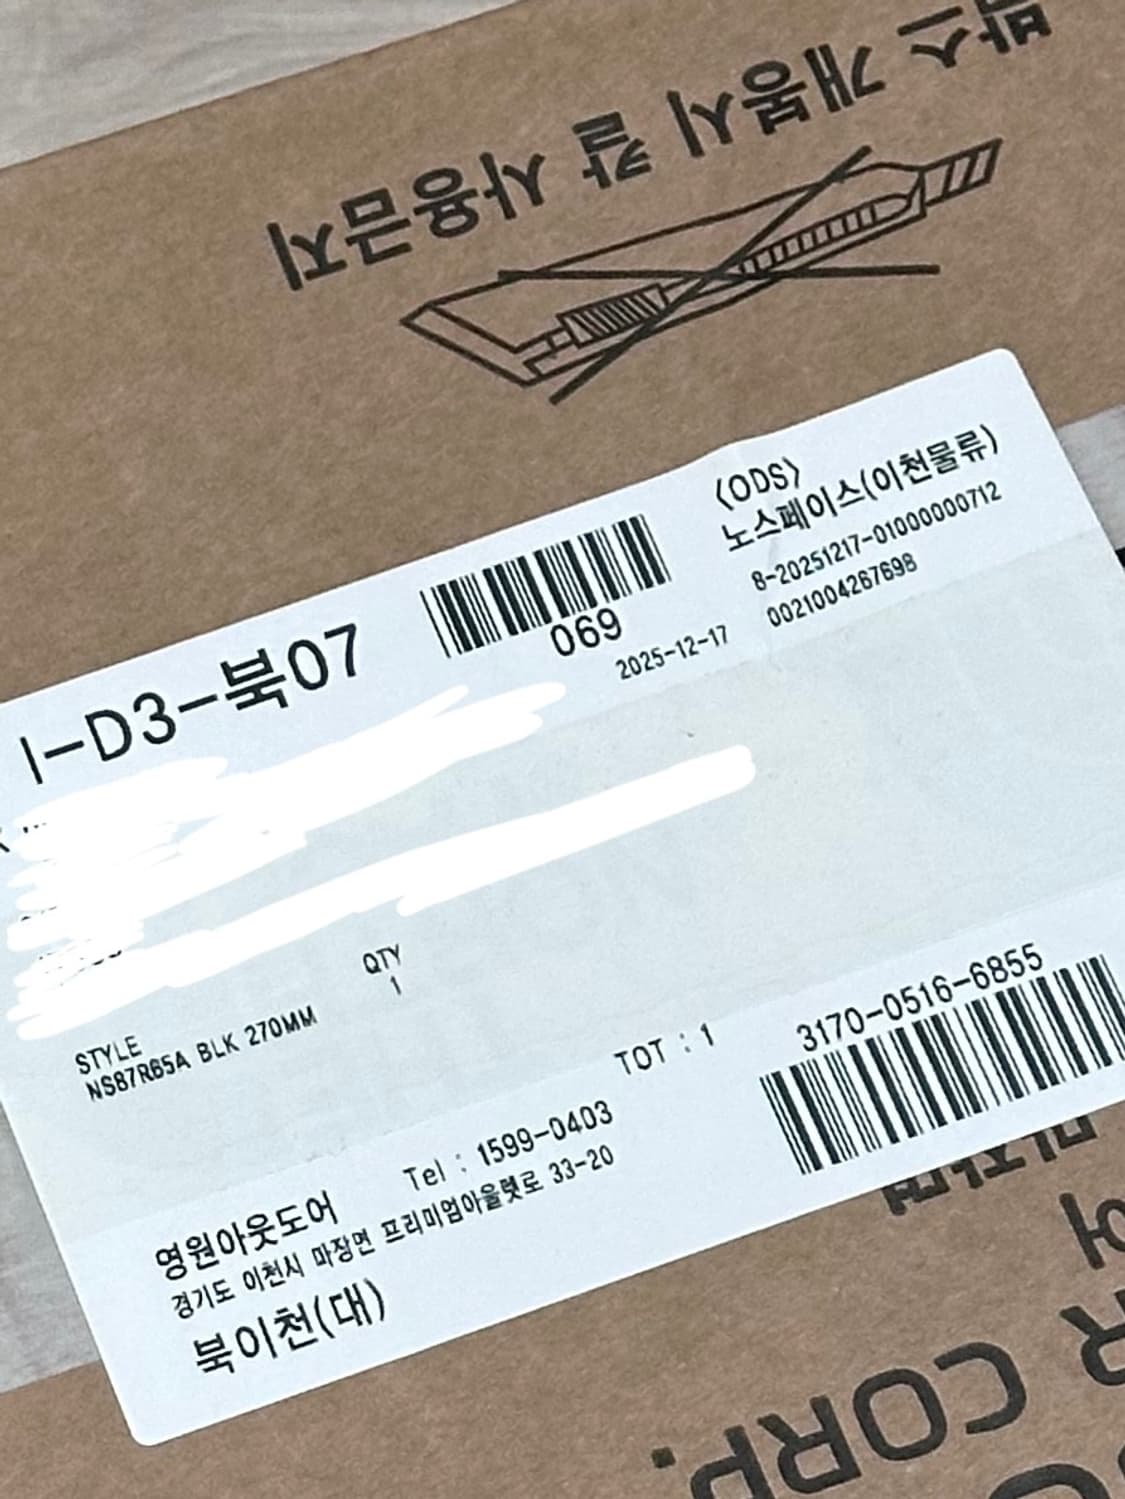 박스 개봉시 칼 사용금지
<ODS>
노스페이스(이천물류)
8-20251217-01000000712
0021004267698
069
2025-12-17
I-D3-북07
STYLE
QTY
NS87R65A BLK 270MM
1
TOT : 1
3170-0516-6855
영원아웃도어
Tel : 1599-0403
경기도 이천시 마장면 프리미엄아울렛로 33-20
북이천(대)
CORP.